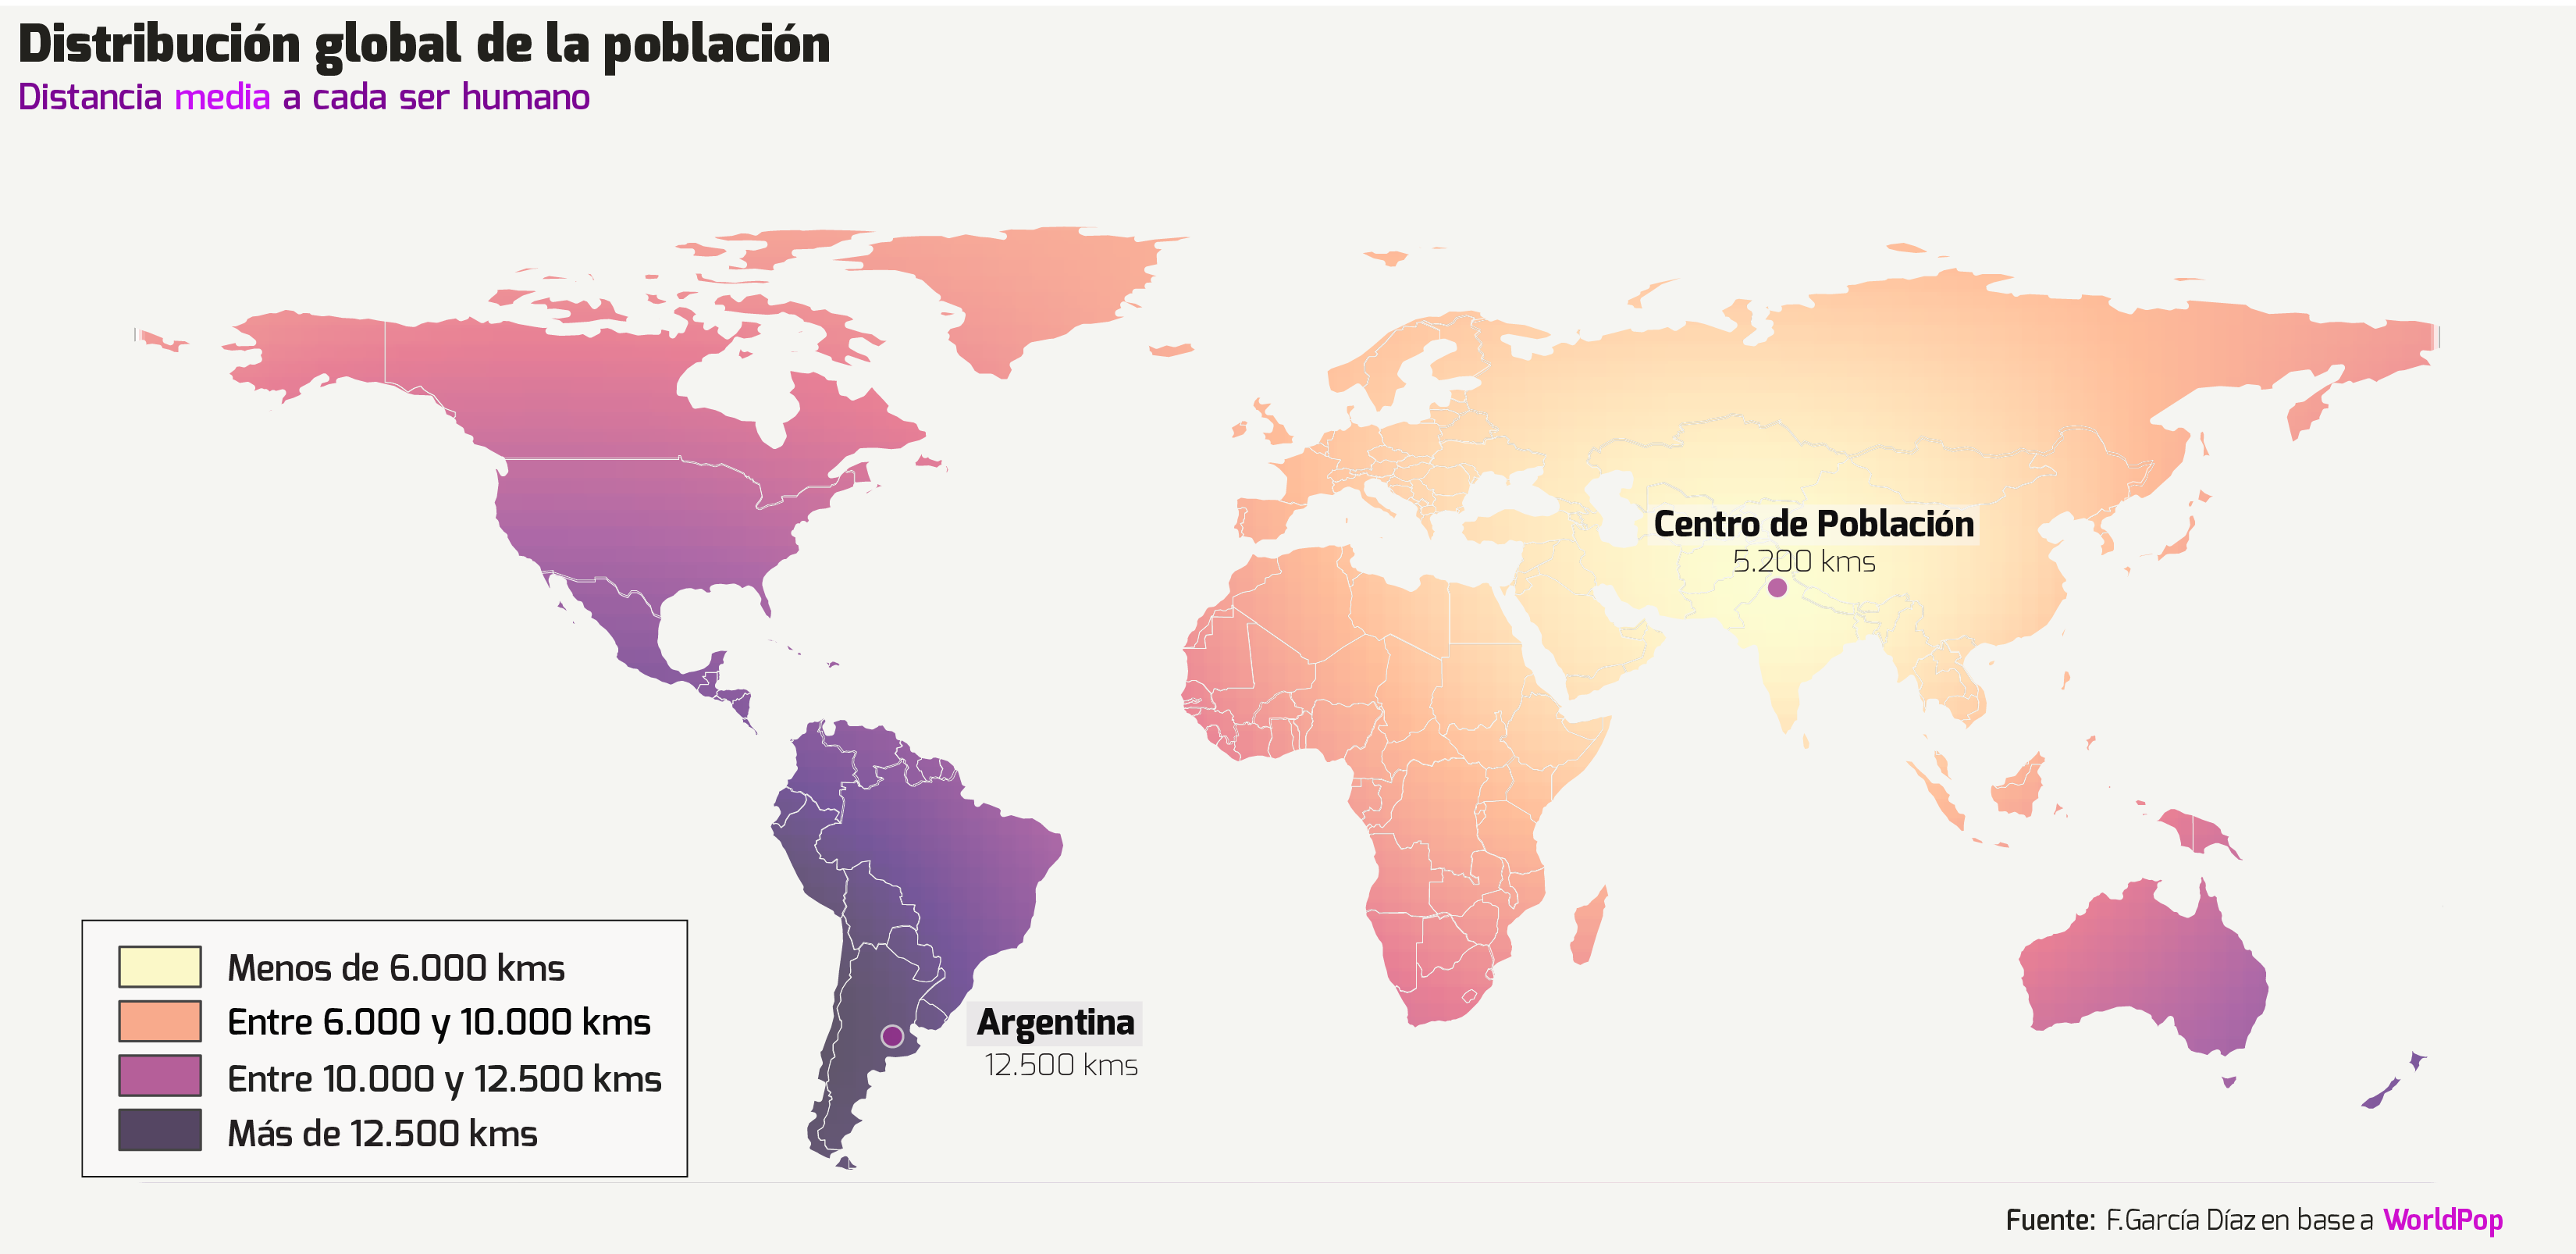 Distribución global de la población
Distancia media a cada ser humano
Centro de Población
5.200 kms
Argentina
12.500 kms
Menos de 6.000 kms
Entre 6.000 y 10.000 kms
Entre 10.000 y 12.500 kms
Más de 12.500 kms
Fuente: F.García Díaz en base a WorldPop